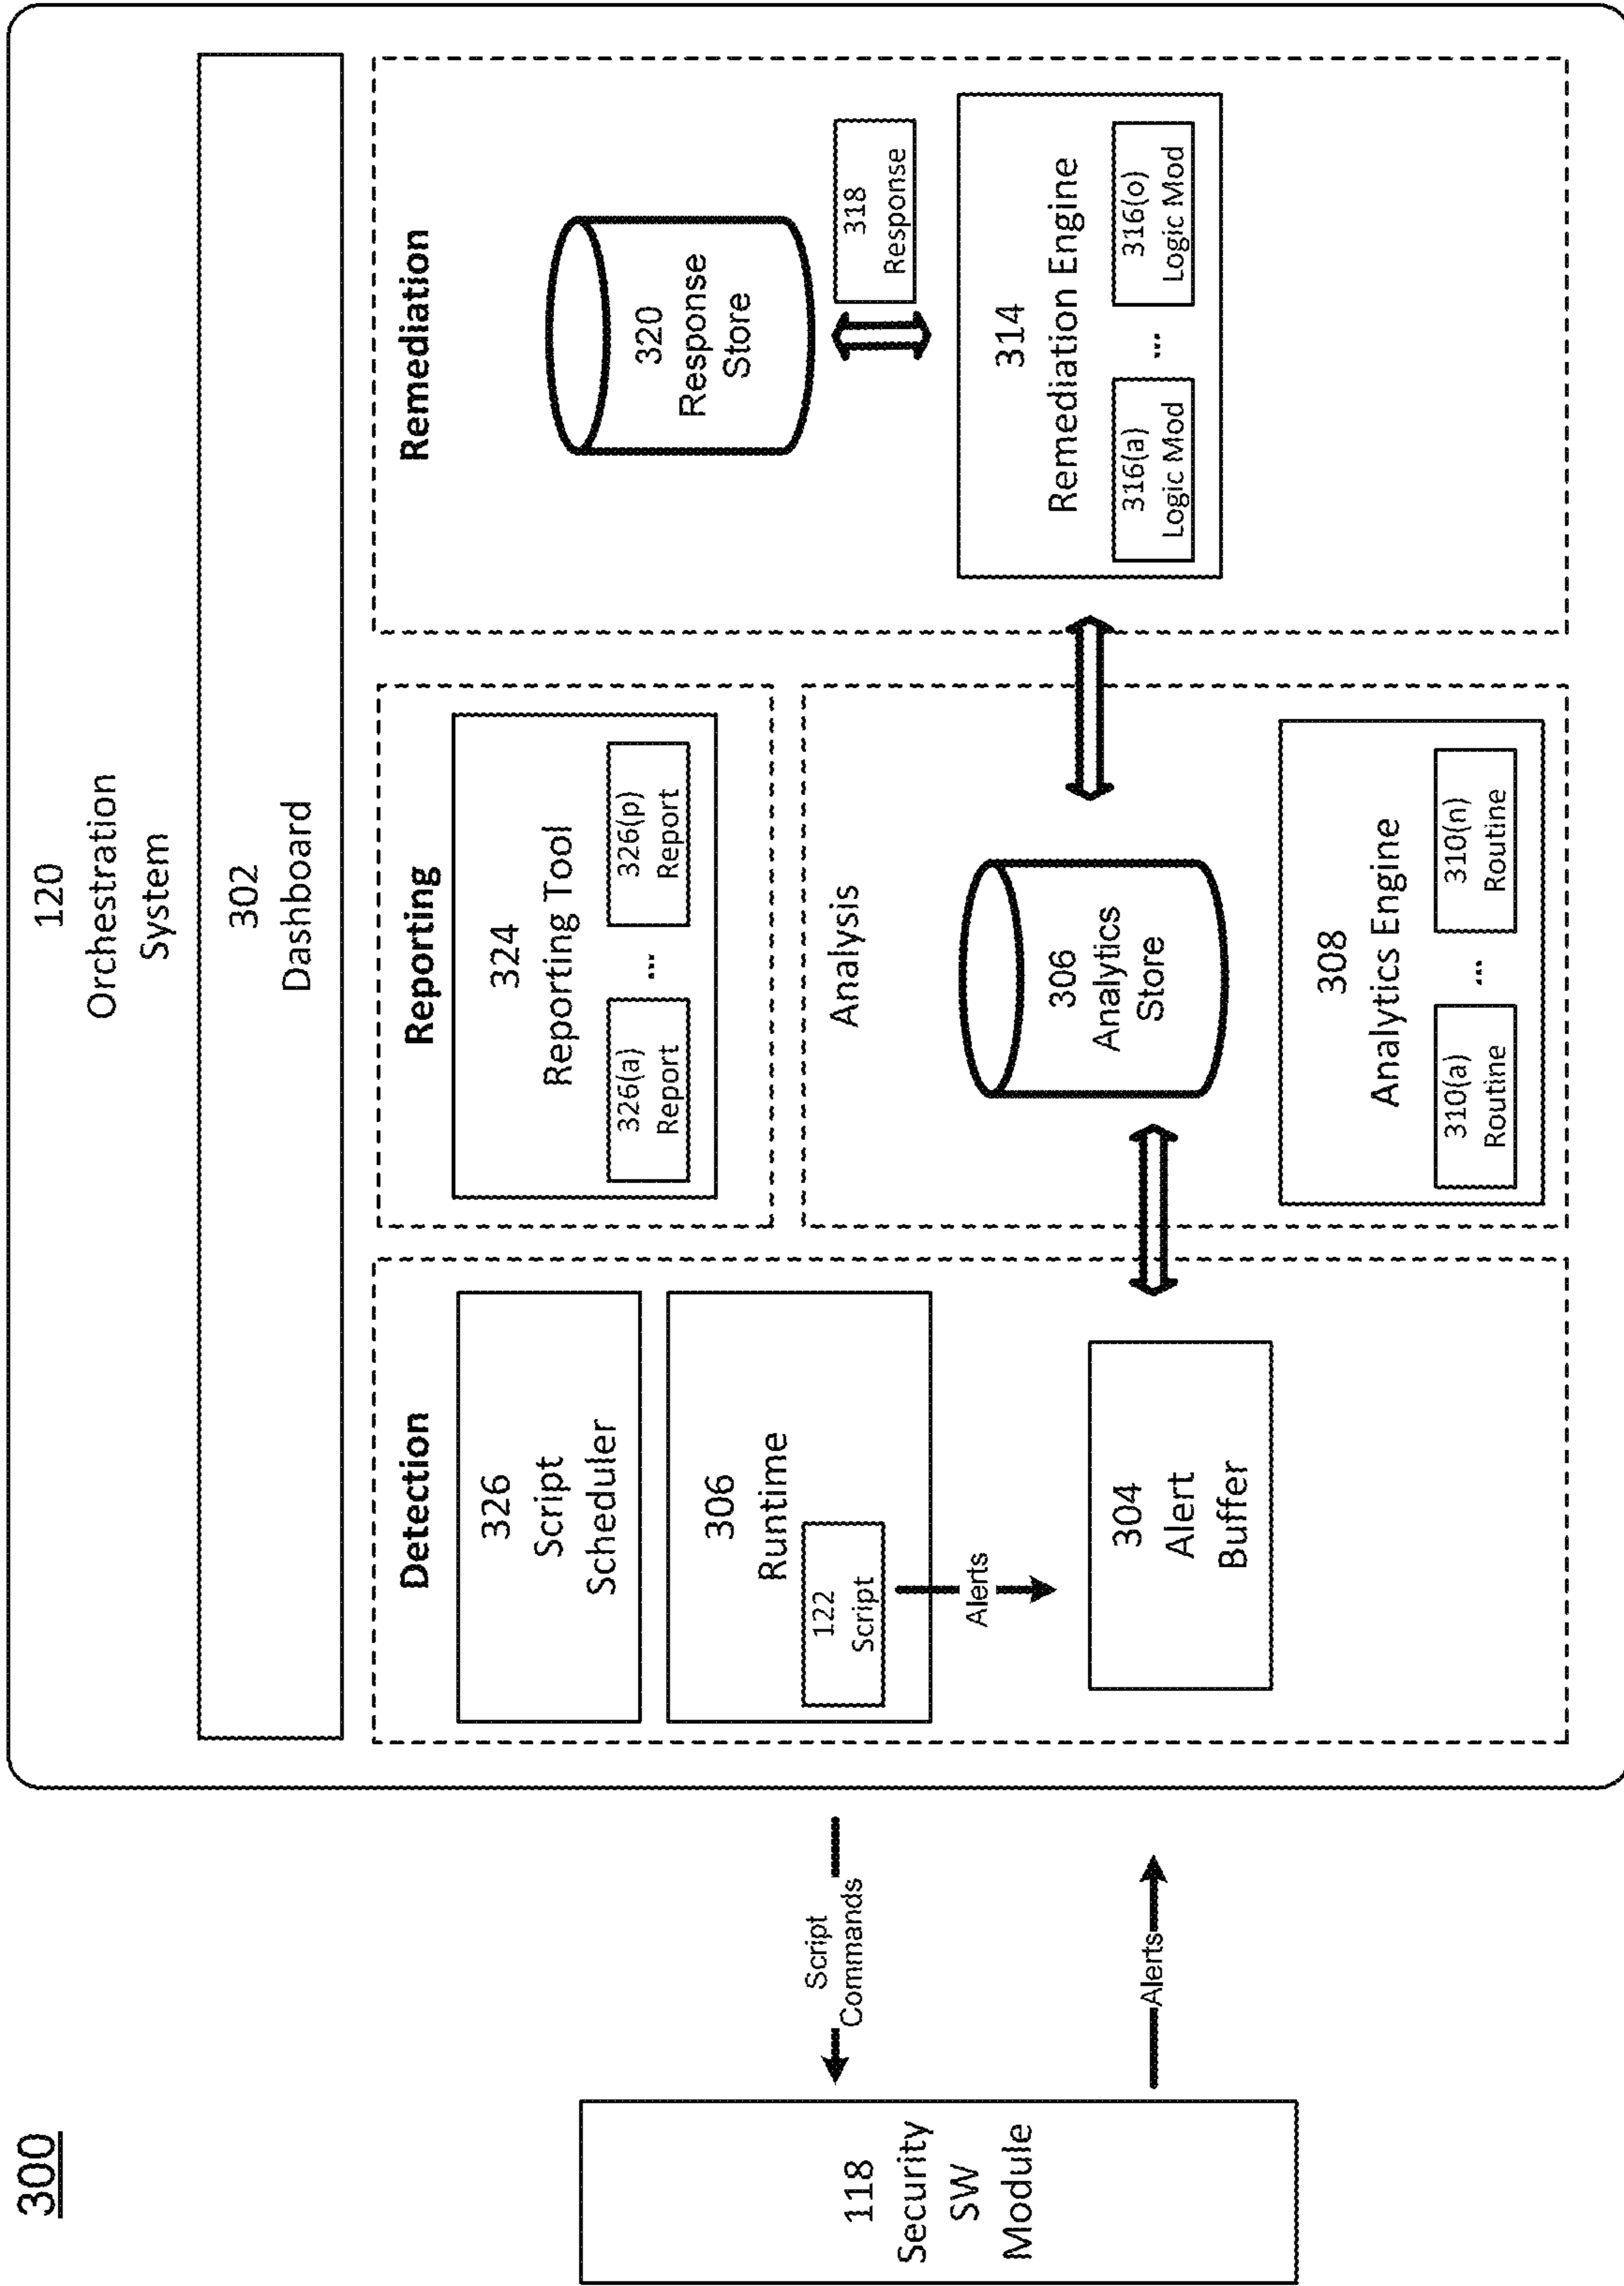 300
120
Orchestration
System
302
Dashboard
Detection
326
Script
Scheduler
306
Runtime
122
Script
Alerts
304
Alert
Buffer
Reporting
324
Reporting Tool
326(a)
Report
...
326(p)
Report
Analysis
306
Analytics
Store
308
Analytics Engine
310(a)
Routine
...
310(n)
Routine
Remediation
320
Response
Store
318
Response
314
Remediation Engine
316(a)
Logic Mod
...
316(o)
Logic Mod
Script
Commands
Alerts
118
Security
SW
Module